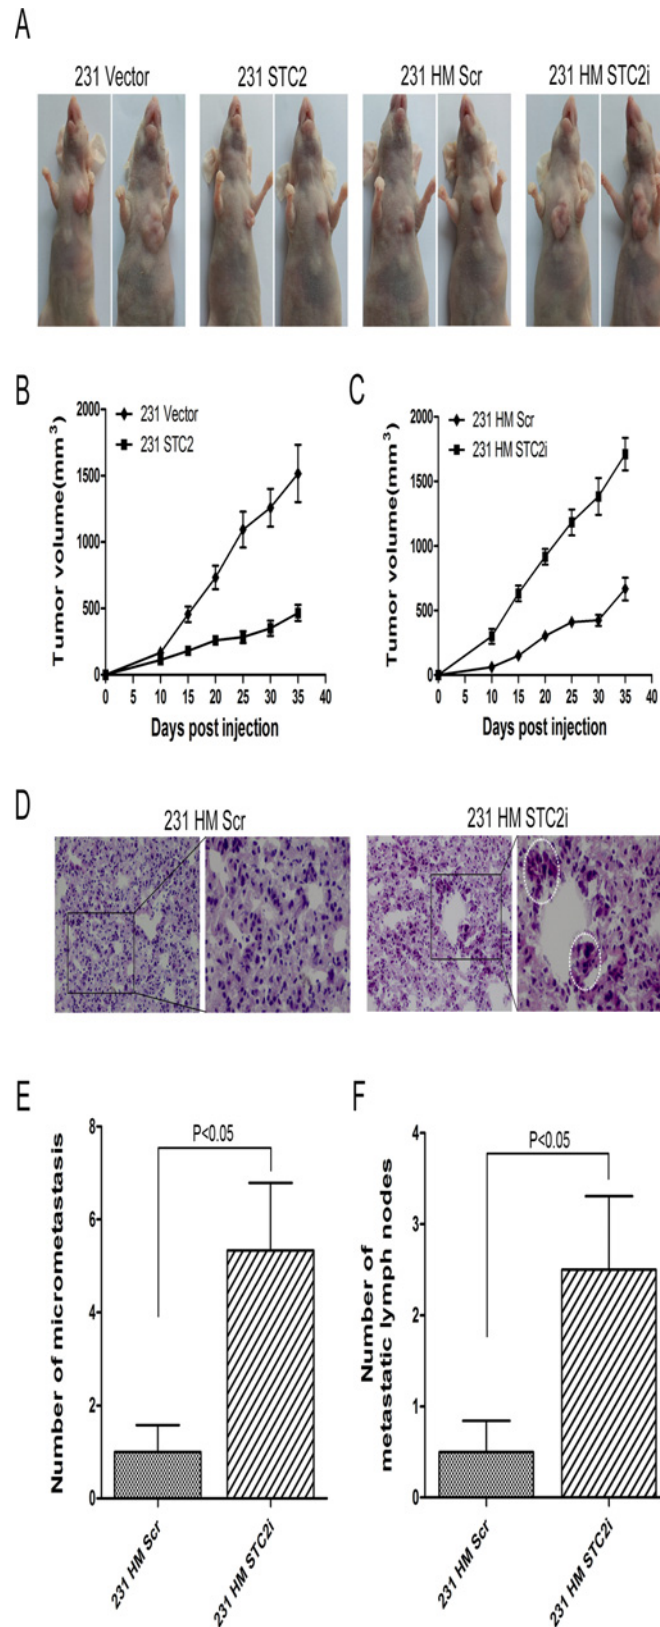 A
231 Vector
231 STC2
231 HM Scr
231 HM STC2i
B
C
2000
1500
1000
500
0
Tumor volume(mm³)
231 Vector
231 STC2
0 5 10 15 20 25 30 35 40
Days post injection
2000
1500
1000
500
0
Tumor volume(mm³)
231 HM Scr
231 HM STC2i
0 5 10 15 20 25 30 35 40
Days post injection
D
231 HM Scr
231 HM STC2i
E
8
6
4
2
0
Number of micrometastasis
P<0.05
231 HM Scr
231 HM STC2i
F
4
3
2
1
0
Number of
metastatic lymph nodes
P<0.05
231 HM Scr
231 HM STC2i